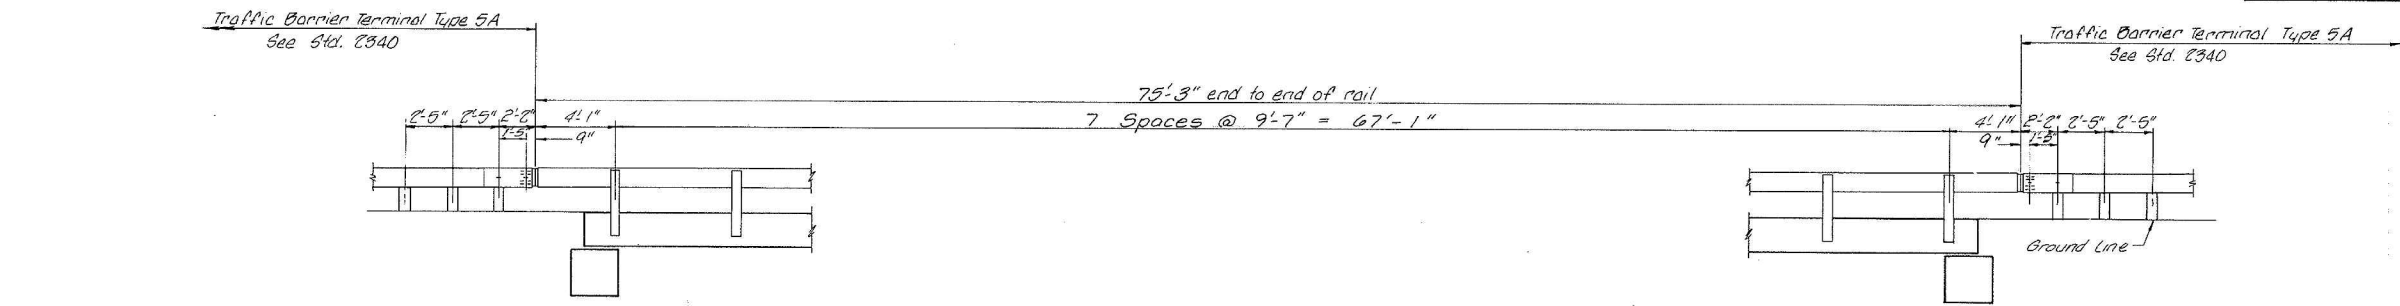 Traffic Barrier Terminal Type 5A
See Std. 2340
Traffic Barrier Terminal Type 5A
See Std. 2340
75'-3" end to end of rail
2'-5" 2'-5" 2'-2" 4'-1"
7 Spaces @ 9'-7" = 67'-1"
4'-1" 2'-2" 2'-5" 2'-5"
1'-5" 9"
9" 1'-5"
Ground Line